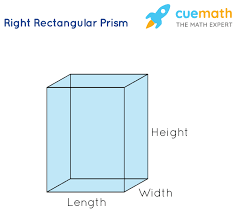 Right Rectangular Prism
cuemath
THE MATH EXPERT
Height
Width
Length